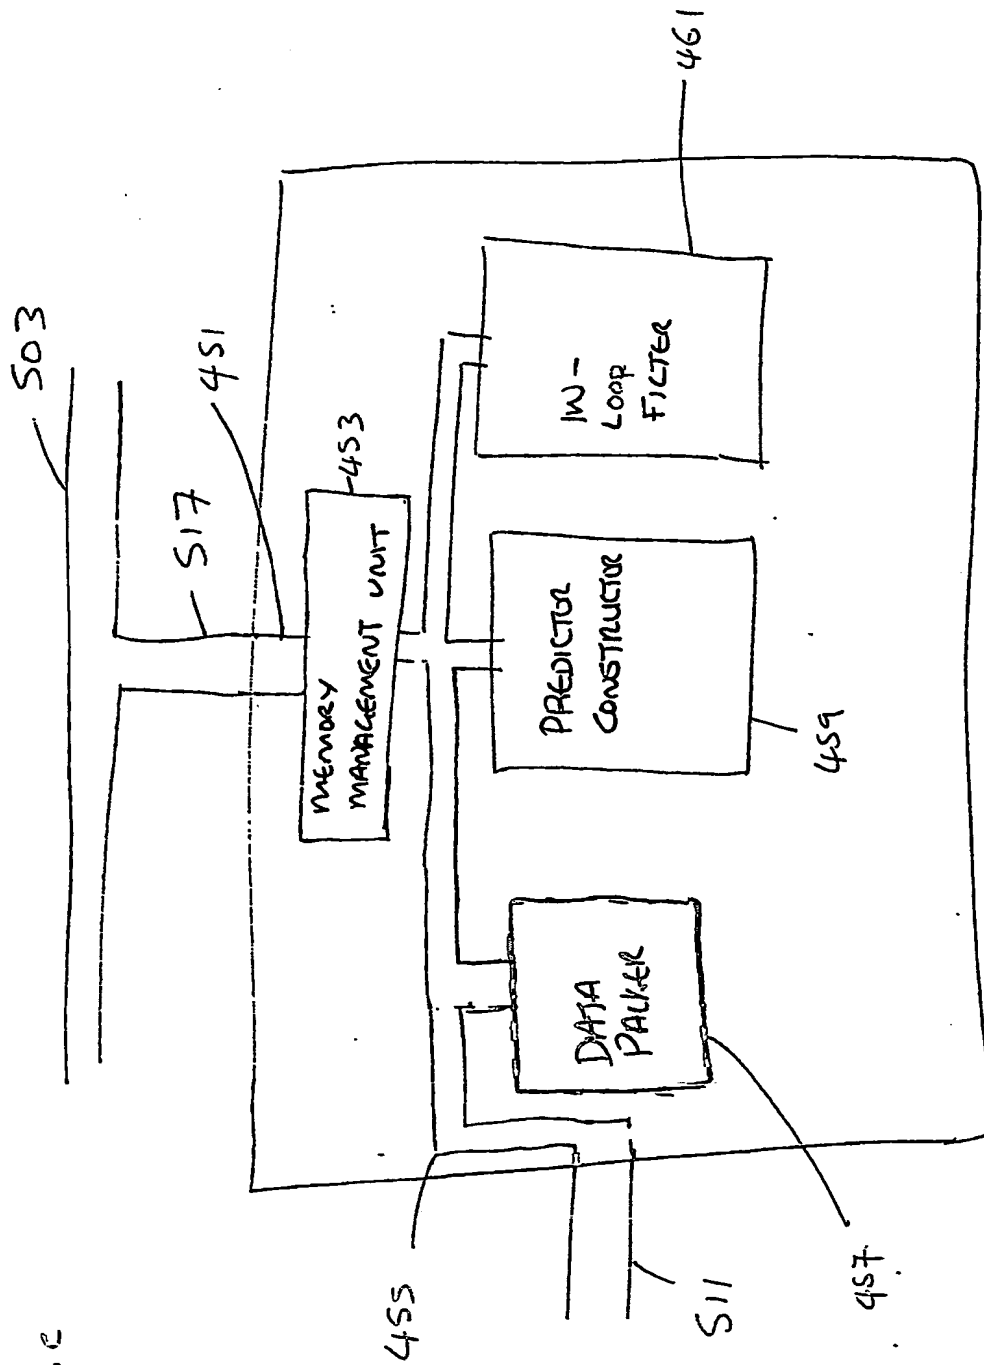 503
517
451
453
MEMORY
MANAGEMENT UNIT
461
IN-
LOOP
FILTER
PREDICTOR
CONSTRUCTOR
459
DATA
PACKER
455
511
457